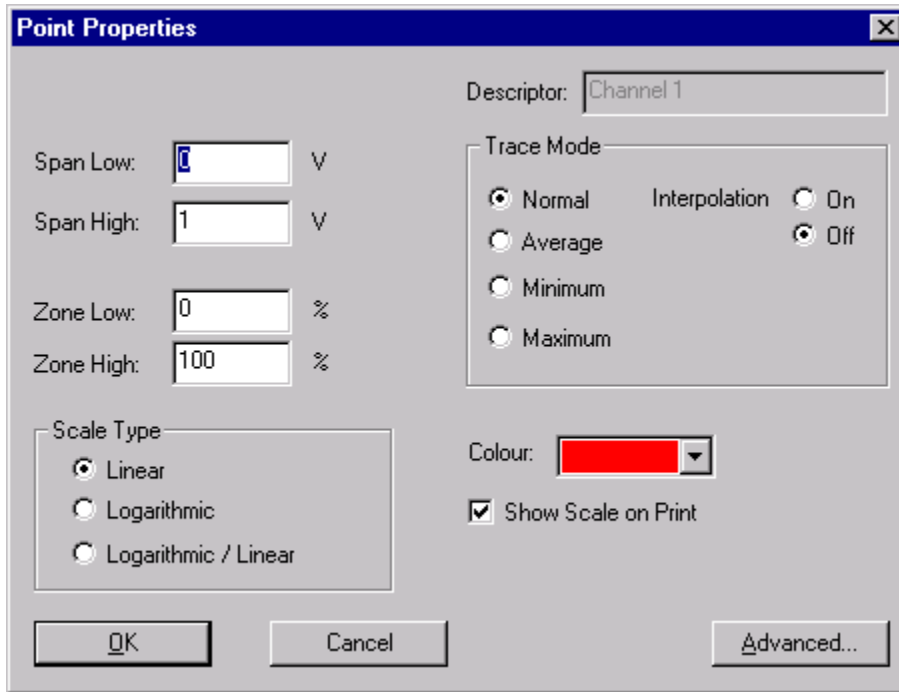 Point Properties
Descriptor: Channel 1
Span Low: 0 V
Span High: 1 V
Zone Low: 0 %
Zone High: 100 %
Trace Mode
Normal
Average
Minimum
Maximum
Interpolation
On
Off
Scale Type
Linear
Logarithmic
Logarithmic / Linear
Colour:
Show Scale on Print
OK
Cancel
Advanced...